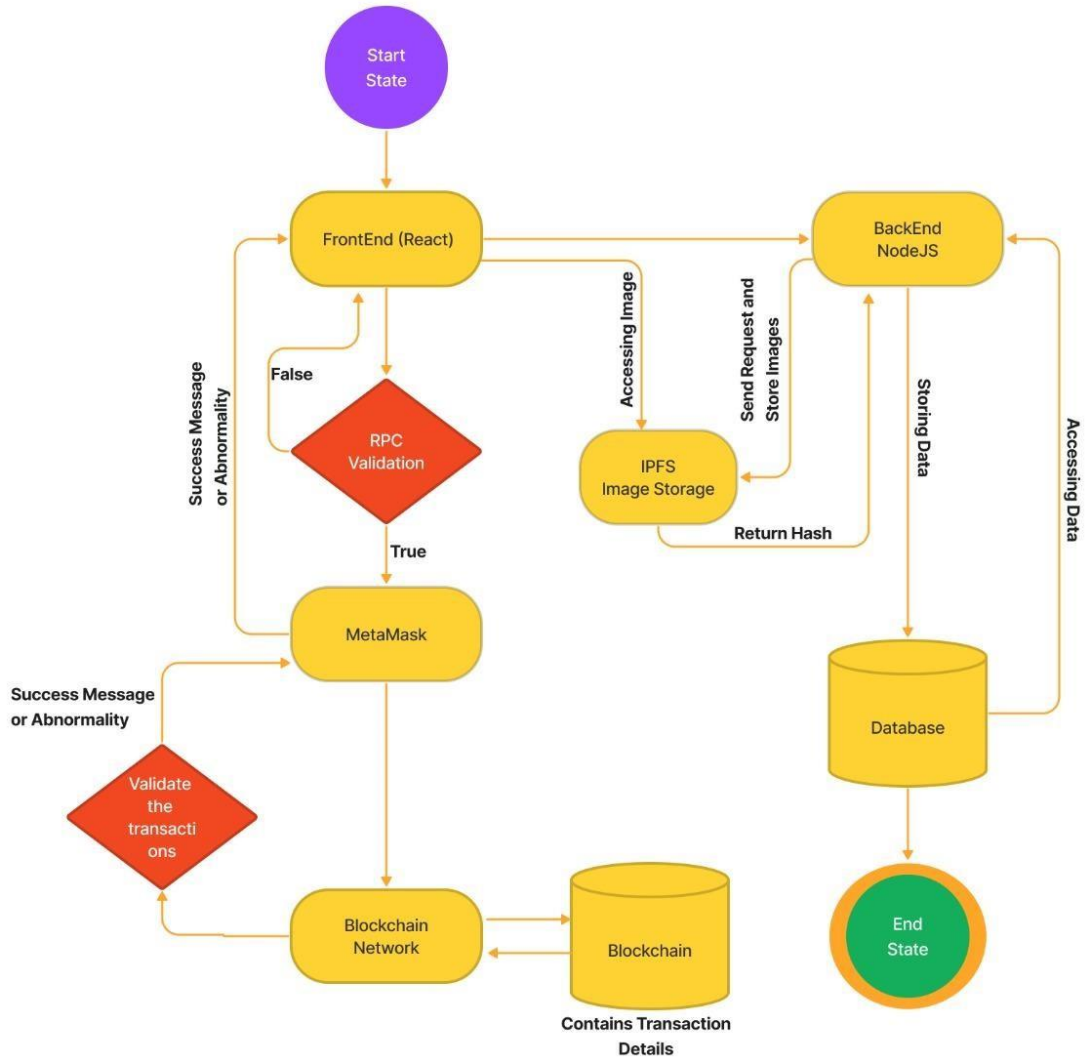 Start
State
FrontEnd (React)
BackEnd
NodeJS
Success Message
or Abnormality
False
RPC
Validation
True
Accessing Image
Send Request and
Store Images
IPFS
Image Storage
Return Hash
Storing Data
Accessing Data
MetaMask
Success Message
or Abnormality
Database
Validate
the
transacti
ons
Blockchain
Network
Blockchain
Contains Transaction
Details
End
State